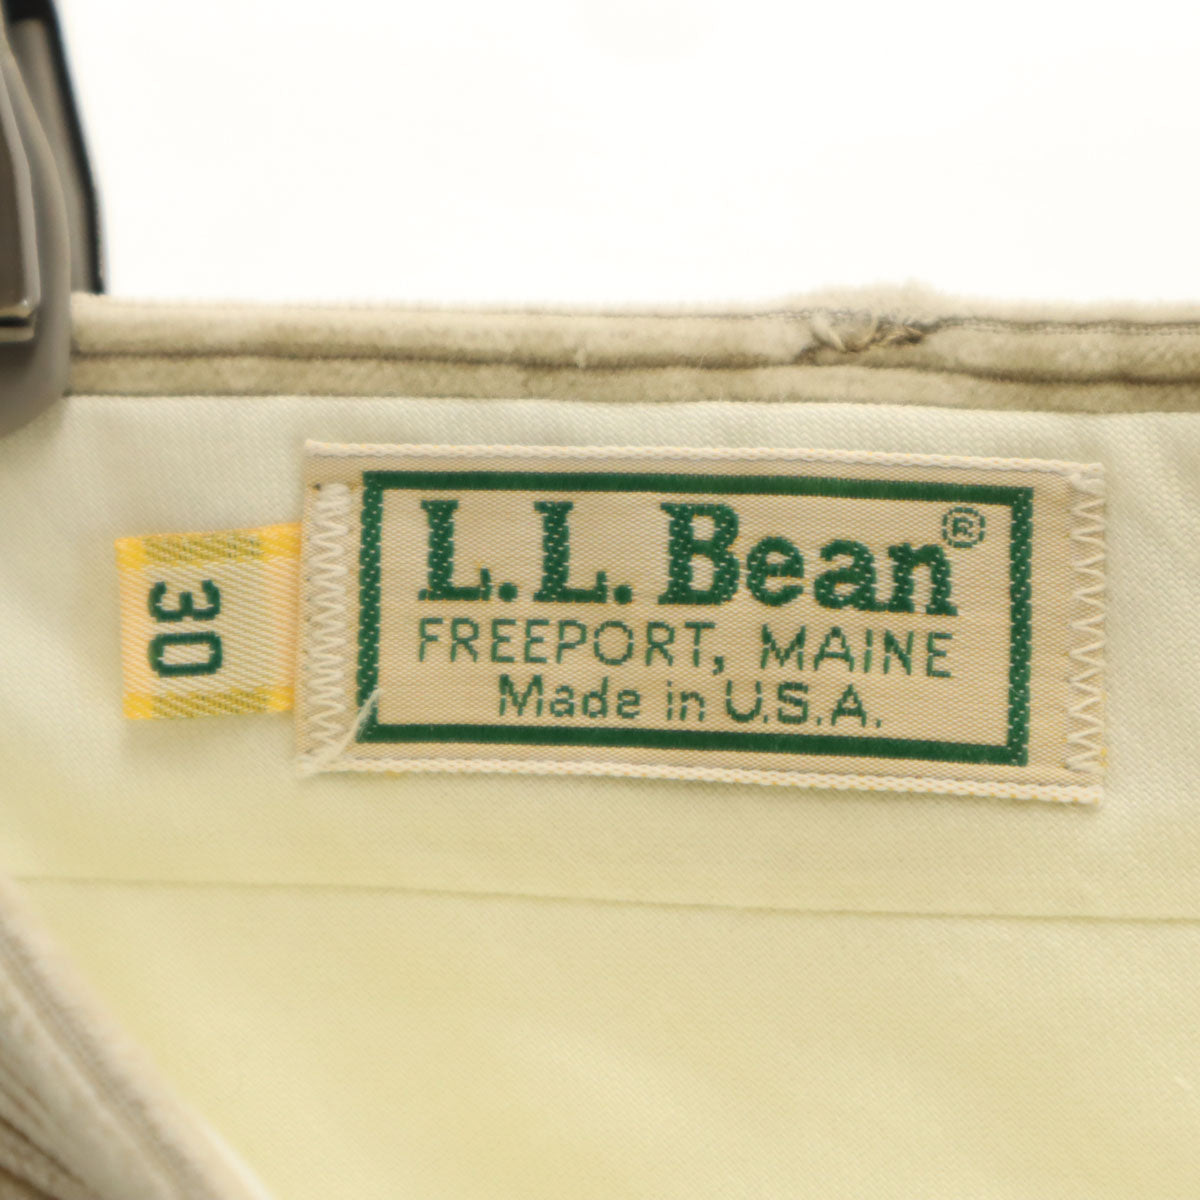 L.L.Bean®
FREEPORT, MAINE
Made in U.S.A.
30